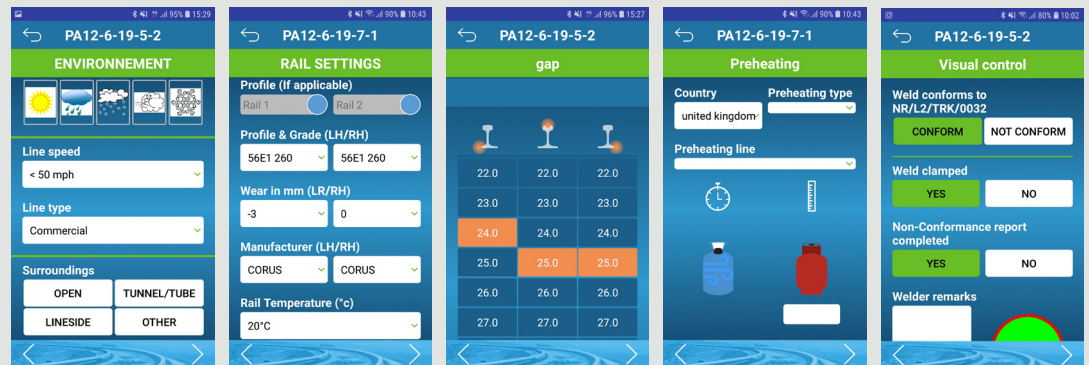 95% 15:29
PA12-6-19-5-2
ENVIRONNEMENT
Line speed
< 50 mph
Line type
Commercial
Surroundings
OPEN TUNNEL/TUBE
LINESIDE OTHER
90% 10:43
PA12-6-19-7-1
RAIL SETTINGS
Profile (If applicable)
Rail 1 Rail 2
Profile & Grade (LH/RH)
56E1 260 56E1 260
Wear in mm (LR/RH)
-3 0
Manufacturer (LH/RH)
CORUS CORUS
Rail Temperature (°c)
20°C
96% 15:27
PA12-6-19-5-2
gap
22.0 22.0 22.0
23.0 23.0 23.0
24.0 24.0 24.0
25.0 25.0 25.0
26.0 26.0 26.0
27.0 27.0 27.0
90% 10:43
PA12-6-19-7-1
Preheating
Country Preheating type
united kingdom
Preheating line
80% 10:02
PA12-6-19-5-2
Visual control
Weld conforms to
NR/L2/TRK/0032
CONFORM NOT CONFORM
Weld clamped
YES NO
Non-Conformance report
completed
YES NO
Welder remarks